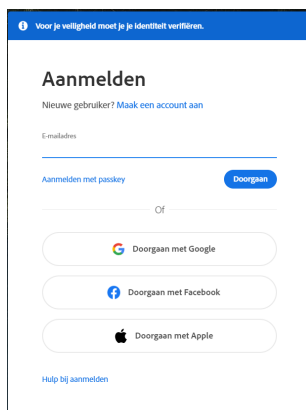 Voor je veiligheid moet je je identiteit verifiëren.
Aanmelden
Nieuwe gebruiker? Maak een account aan
E-mailadres
Aanmelden met passkey
Doorgaan
Of
Doorgaan met Google
Doorgaan met Facebook
Doorgaan met Apple
Hulp bij aanmelden